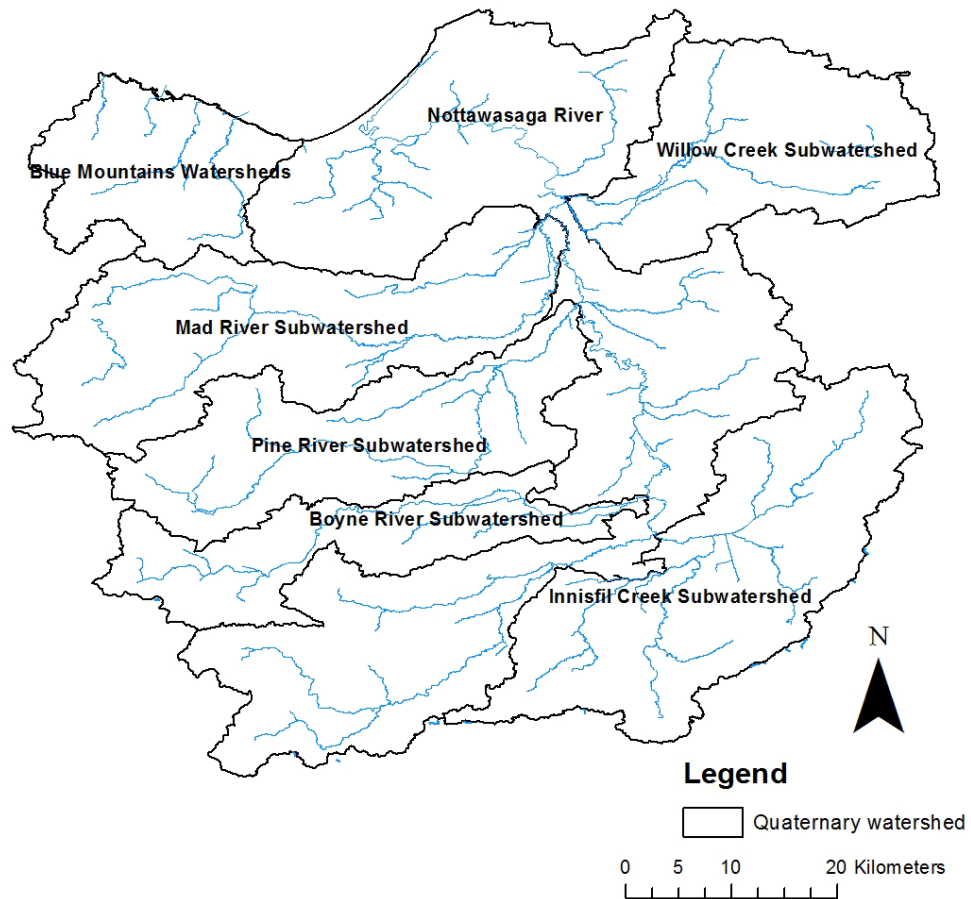 Nottawasaga River
Willow Creek Subwatershed
Blue Mountains Watersheds
Mad River Subwatershed
Pine River Subwatershed
Boyne River Subwatershed
Innisfil Creek Subwatershed
N
Legend
Quaternary watershed
0 5 10 20 Kilometers